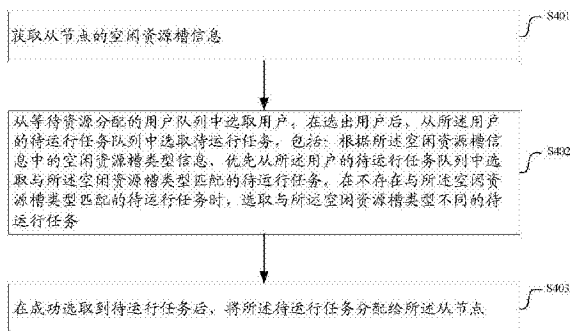 获取从节点的空闲资源槽信息
S401
从等待资源分配的用户队列中选取用户，在选出用户后，从所述用
户的待运行任务队列中选取待运行任务，包括：根据所述空闲资源槽信
息中的空闲资源槽类型信息、优先从所述用户的待运行任务队列中选
取与所述空闲资源槽类型匹配的待运行任务，在不存在与所述空闲资
源槽类型匹配的待运行任务时，选取与所述空闲资源槽类型不同的待
运行任务
S402
在成功选取到待运行任务后，将所述待运行任务分配给所述从节点
S403